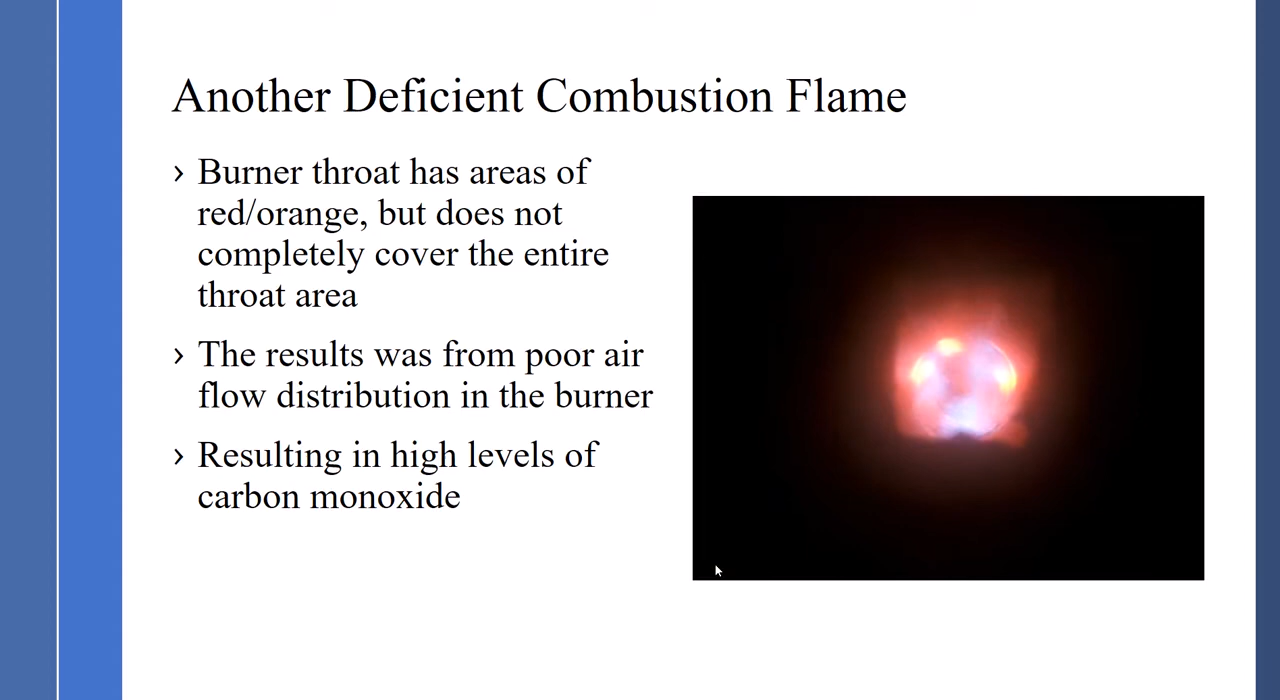 Another Deficient Combustion Flame
› Burner throat has areas of
red/orange, but does not
completely cover the entire
throat area
› The results was from poor air
flow distribution in the burner
› Resulting in high levels of
carbon monoxide